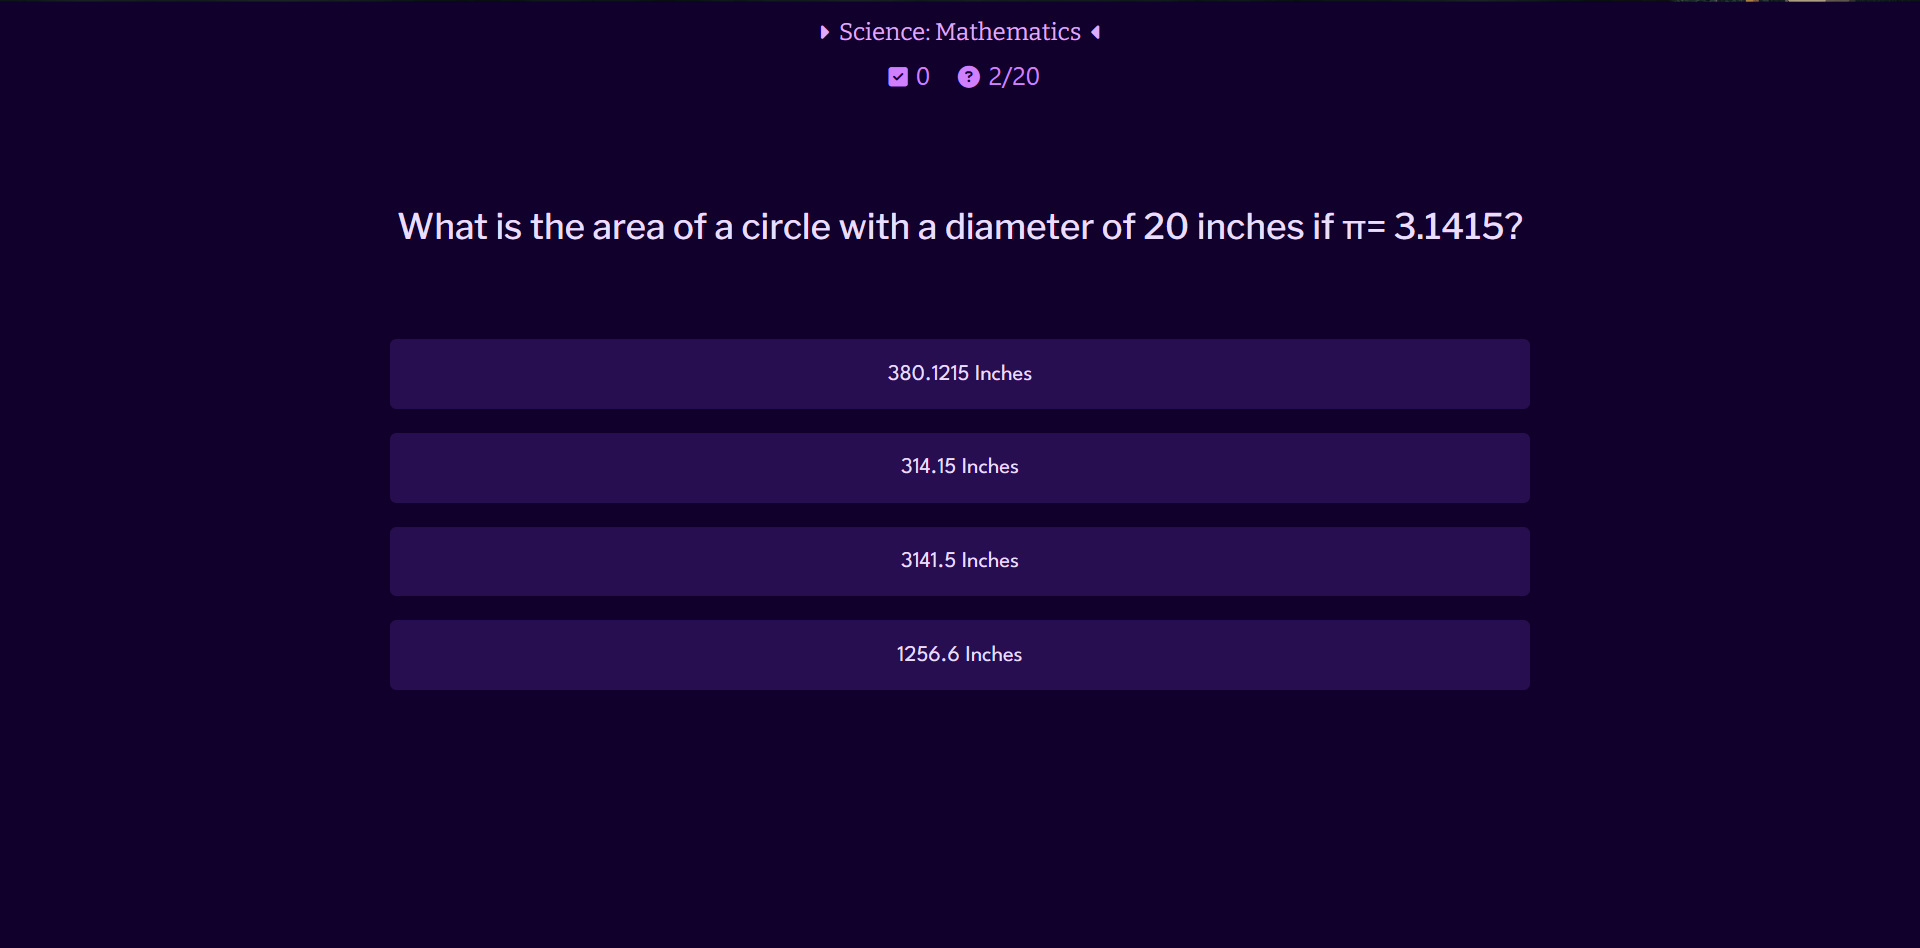 Science: Mathematics
0 2/20
What is the area of a circle with a diameter of 20 inches if π= 3.1415?
380.1215 Inches
314.15 Inches
3141.5 Inches
1256.6 Inches